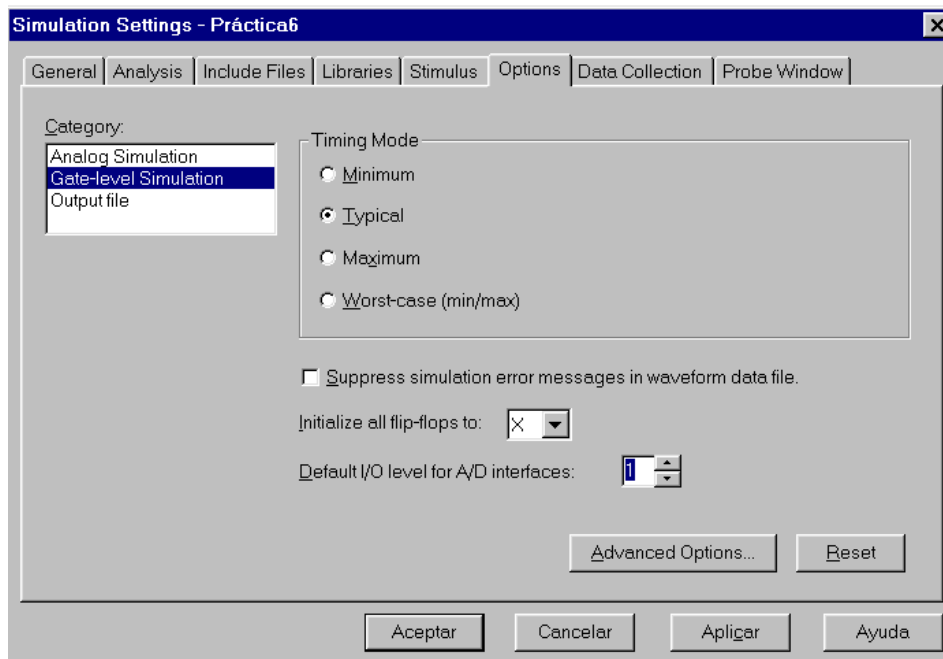 Simulation Settings - Práctica6
General Analysis Include Files Libraries Stimulus Options Data Collection Probe Window
Category:
Analog Simulation
Gate-level Simulation
Output file
Timing Mode
Minimum
Typical
Maximum
Worst-case (min/max)
Suppress simulation error messages in waveform data file.
Initialize all flip-flops to: X
Default I/O level for A/D interfaces: 1
Advanced Options... Reset
Aceptar Cancelar Aplicar Ayuda